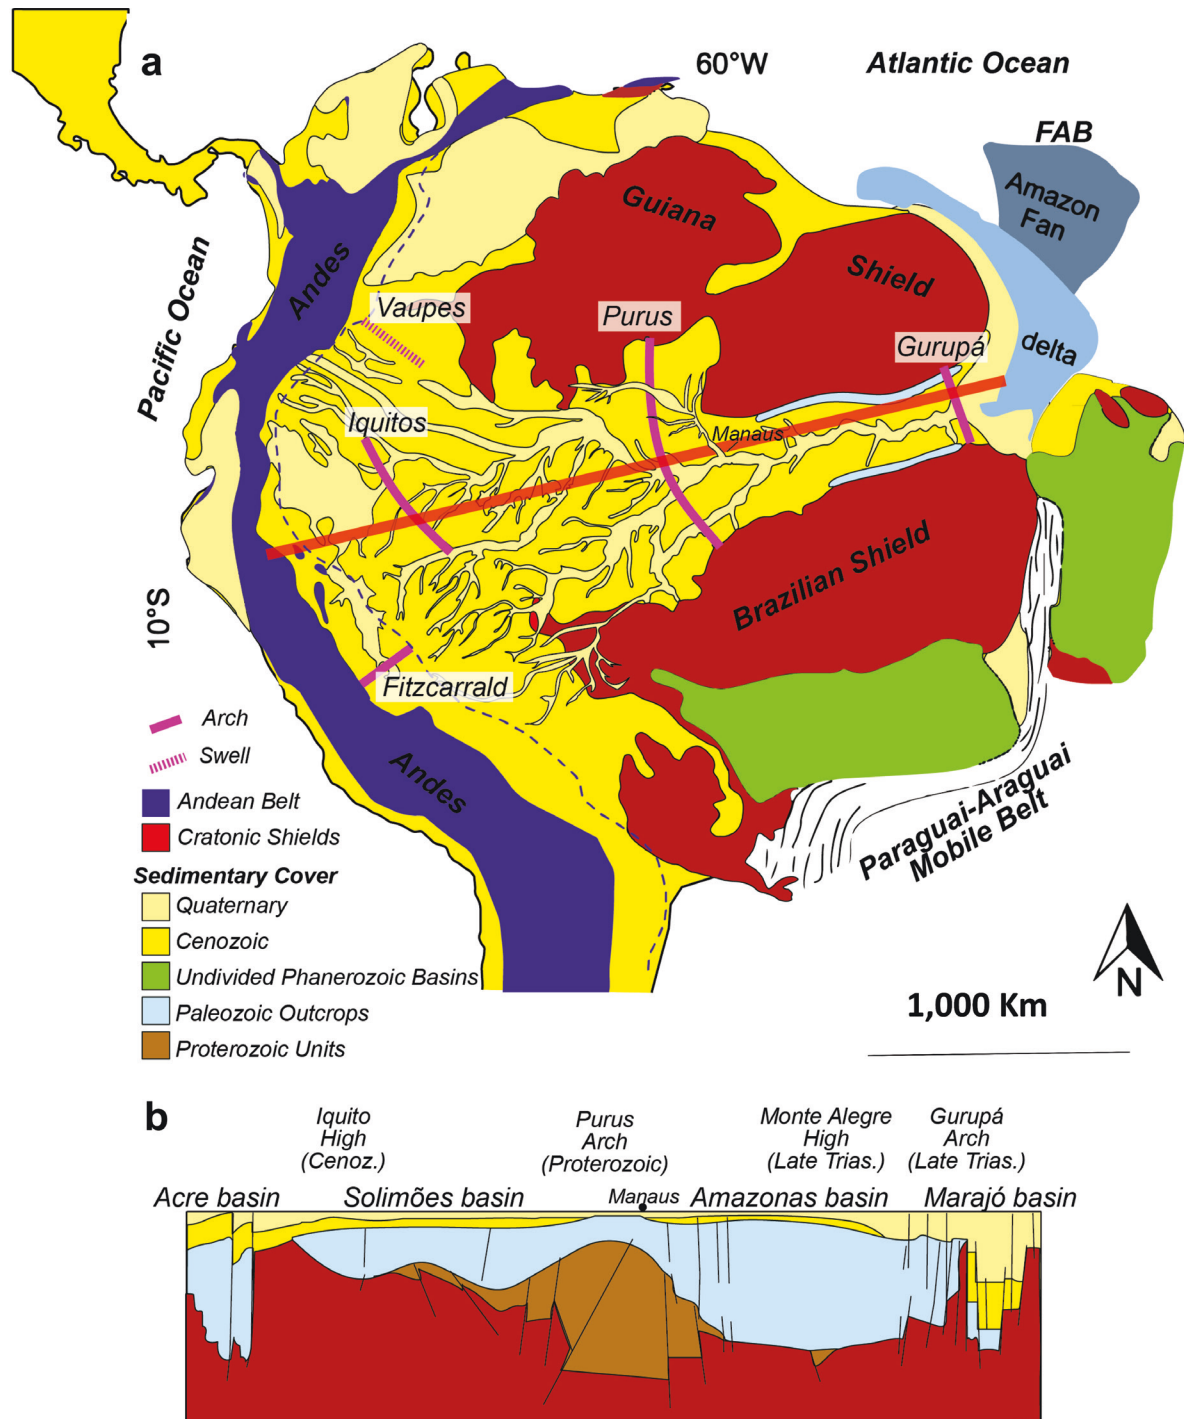 a
60°W
Atlantic Ocean
FAB
Amazon
Fan
Guiana
Shield
Andes
Pacific Ocean
Vaupes
Purus
Gurupá
delta
Iquitos
Manaus
Brazilian Shield
10°S
Fitzcarrald
Andes
Paraguai-Araguai
Mobile Belt
Arch
Swell
Andean Belt
Cratonic Shields
Sedimentary Cover
Quaternary
Cenozoic
Undivided Phanerozoic Basins
Paleozoic Outcrops
Proterozoic Units
N
1,000 Km
b
Iquito
High
(Cenoz.)
Purus
Arch
(Proterozoic)
Monte Alegre
High
(Late Trias.)
Gurupá
Arch
(Late Trias.)
Acre basin
Solimões basin
Manaus
Amazonas basin
Marajó basin